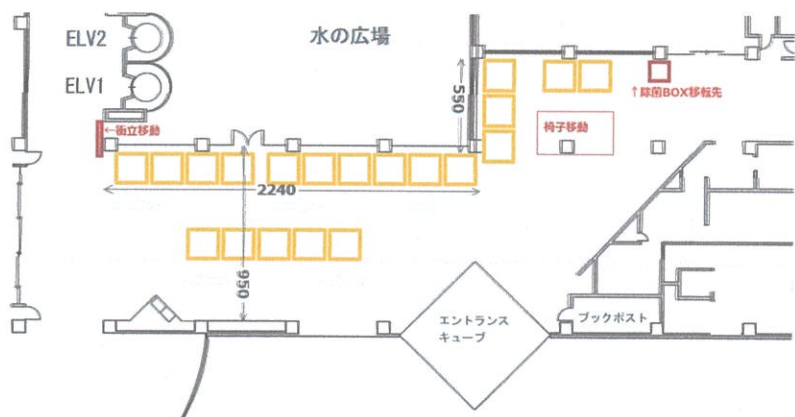 ELV2
水の広場
ELV1
←衝立移動
550
↑除菌BOX移転先
椅子移動
2240
950
エントランス
キューブ
ブックポスト